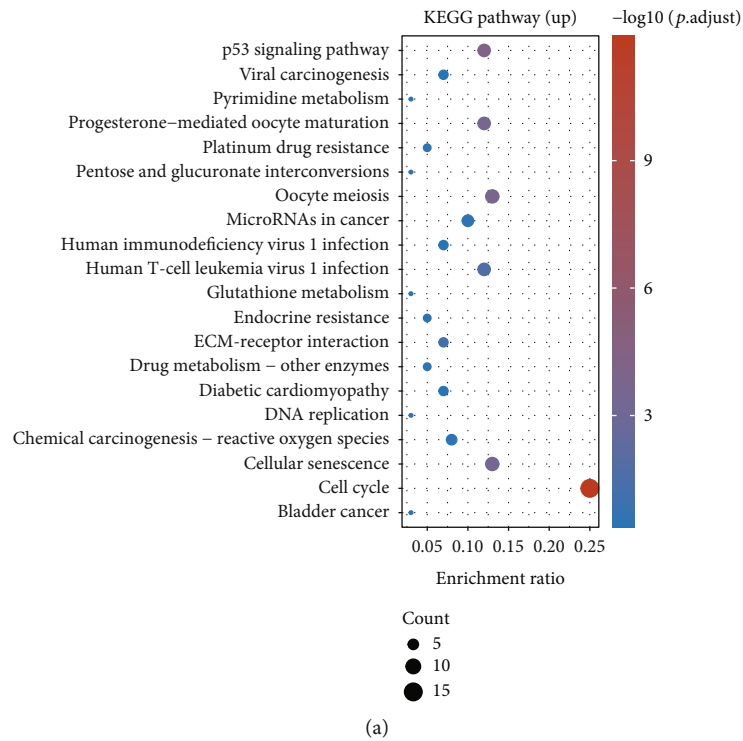 KEGG pathway (up)
−log10 (p.adjust)
p53 signaling pathway
Viral carcinogenesis
Pyrimidine metabolism
Progesterone−mediated oocyte maturation
Platinum drug resistance
Pentose and glucuronate interconversions
Oocyte meiosis
MicroRNAs in cancer
Human immunodeficiency virus 1 infection
Human T-cell leukemia virus 1 infection
Glutathione metabolism
Endocrine resistance
ECM-receptor interaction
Drug metabolism − other enzymes
Diabetic cardiomyopathy
DNA replication
Chemical carcinogenesis − reactive oxygen species
Cellular senescence
Cell cycle
Bladder cancer
9
6
3
0.05 0.10 0.15 0.20 0.25
Enrichment ratio
Count
5
10
15
(a)